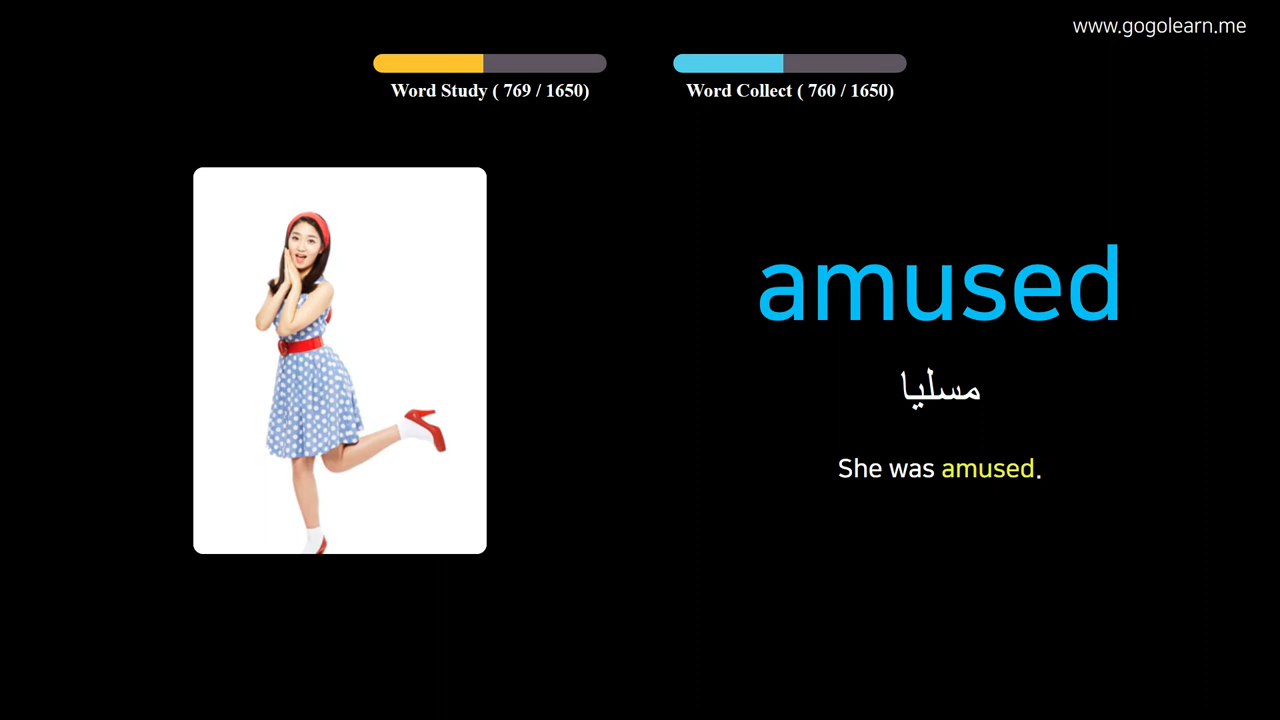 www.gogolearn.me
Word Study ( 769 / 1650)
Word Collect ( 760 / 1650)
amused
مسليا
She was amused.